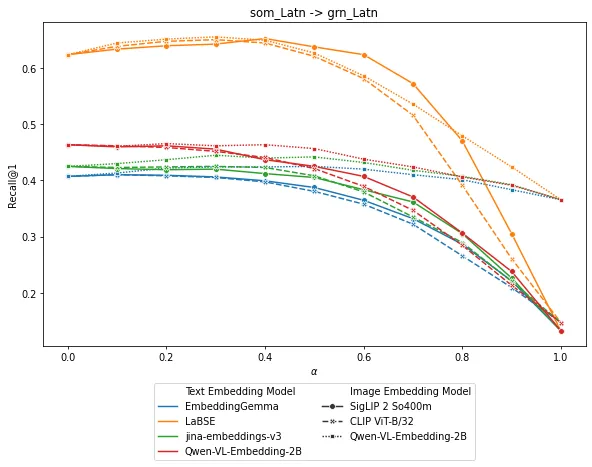 som_Latn -> grn_Latn
Recall@1
0.6
0.5
0.4
0.3
0.2
0.0 0.2 0.4 0.6 0.8 1.0
α
Text Embedding Model Image Embedding Model
EmbeddingGemma SigLIP 2 So400m
LaBSE CLIP ViT-B/32
jina-embeddings-v3 Qwen-VL-Embedding-2B
Qwen-VL-Embedding-2B